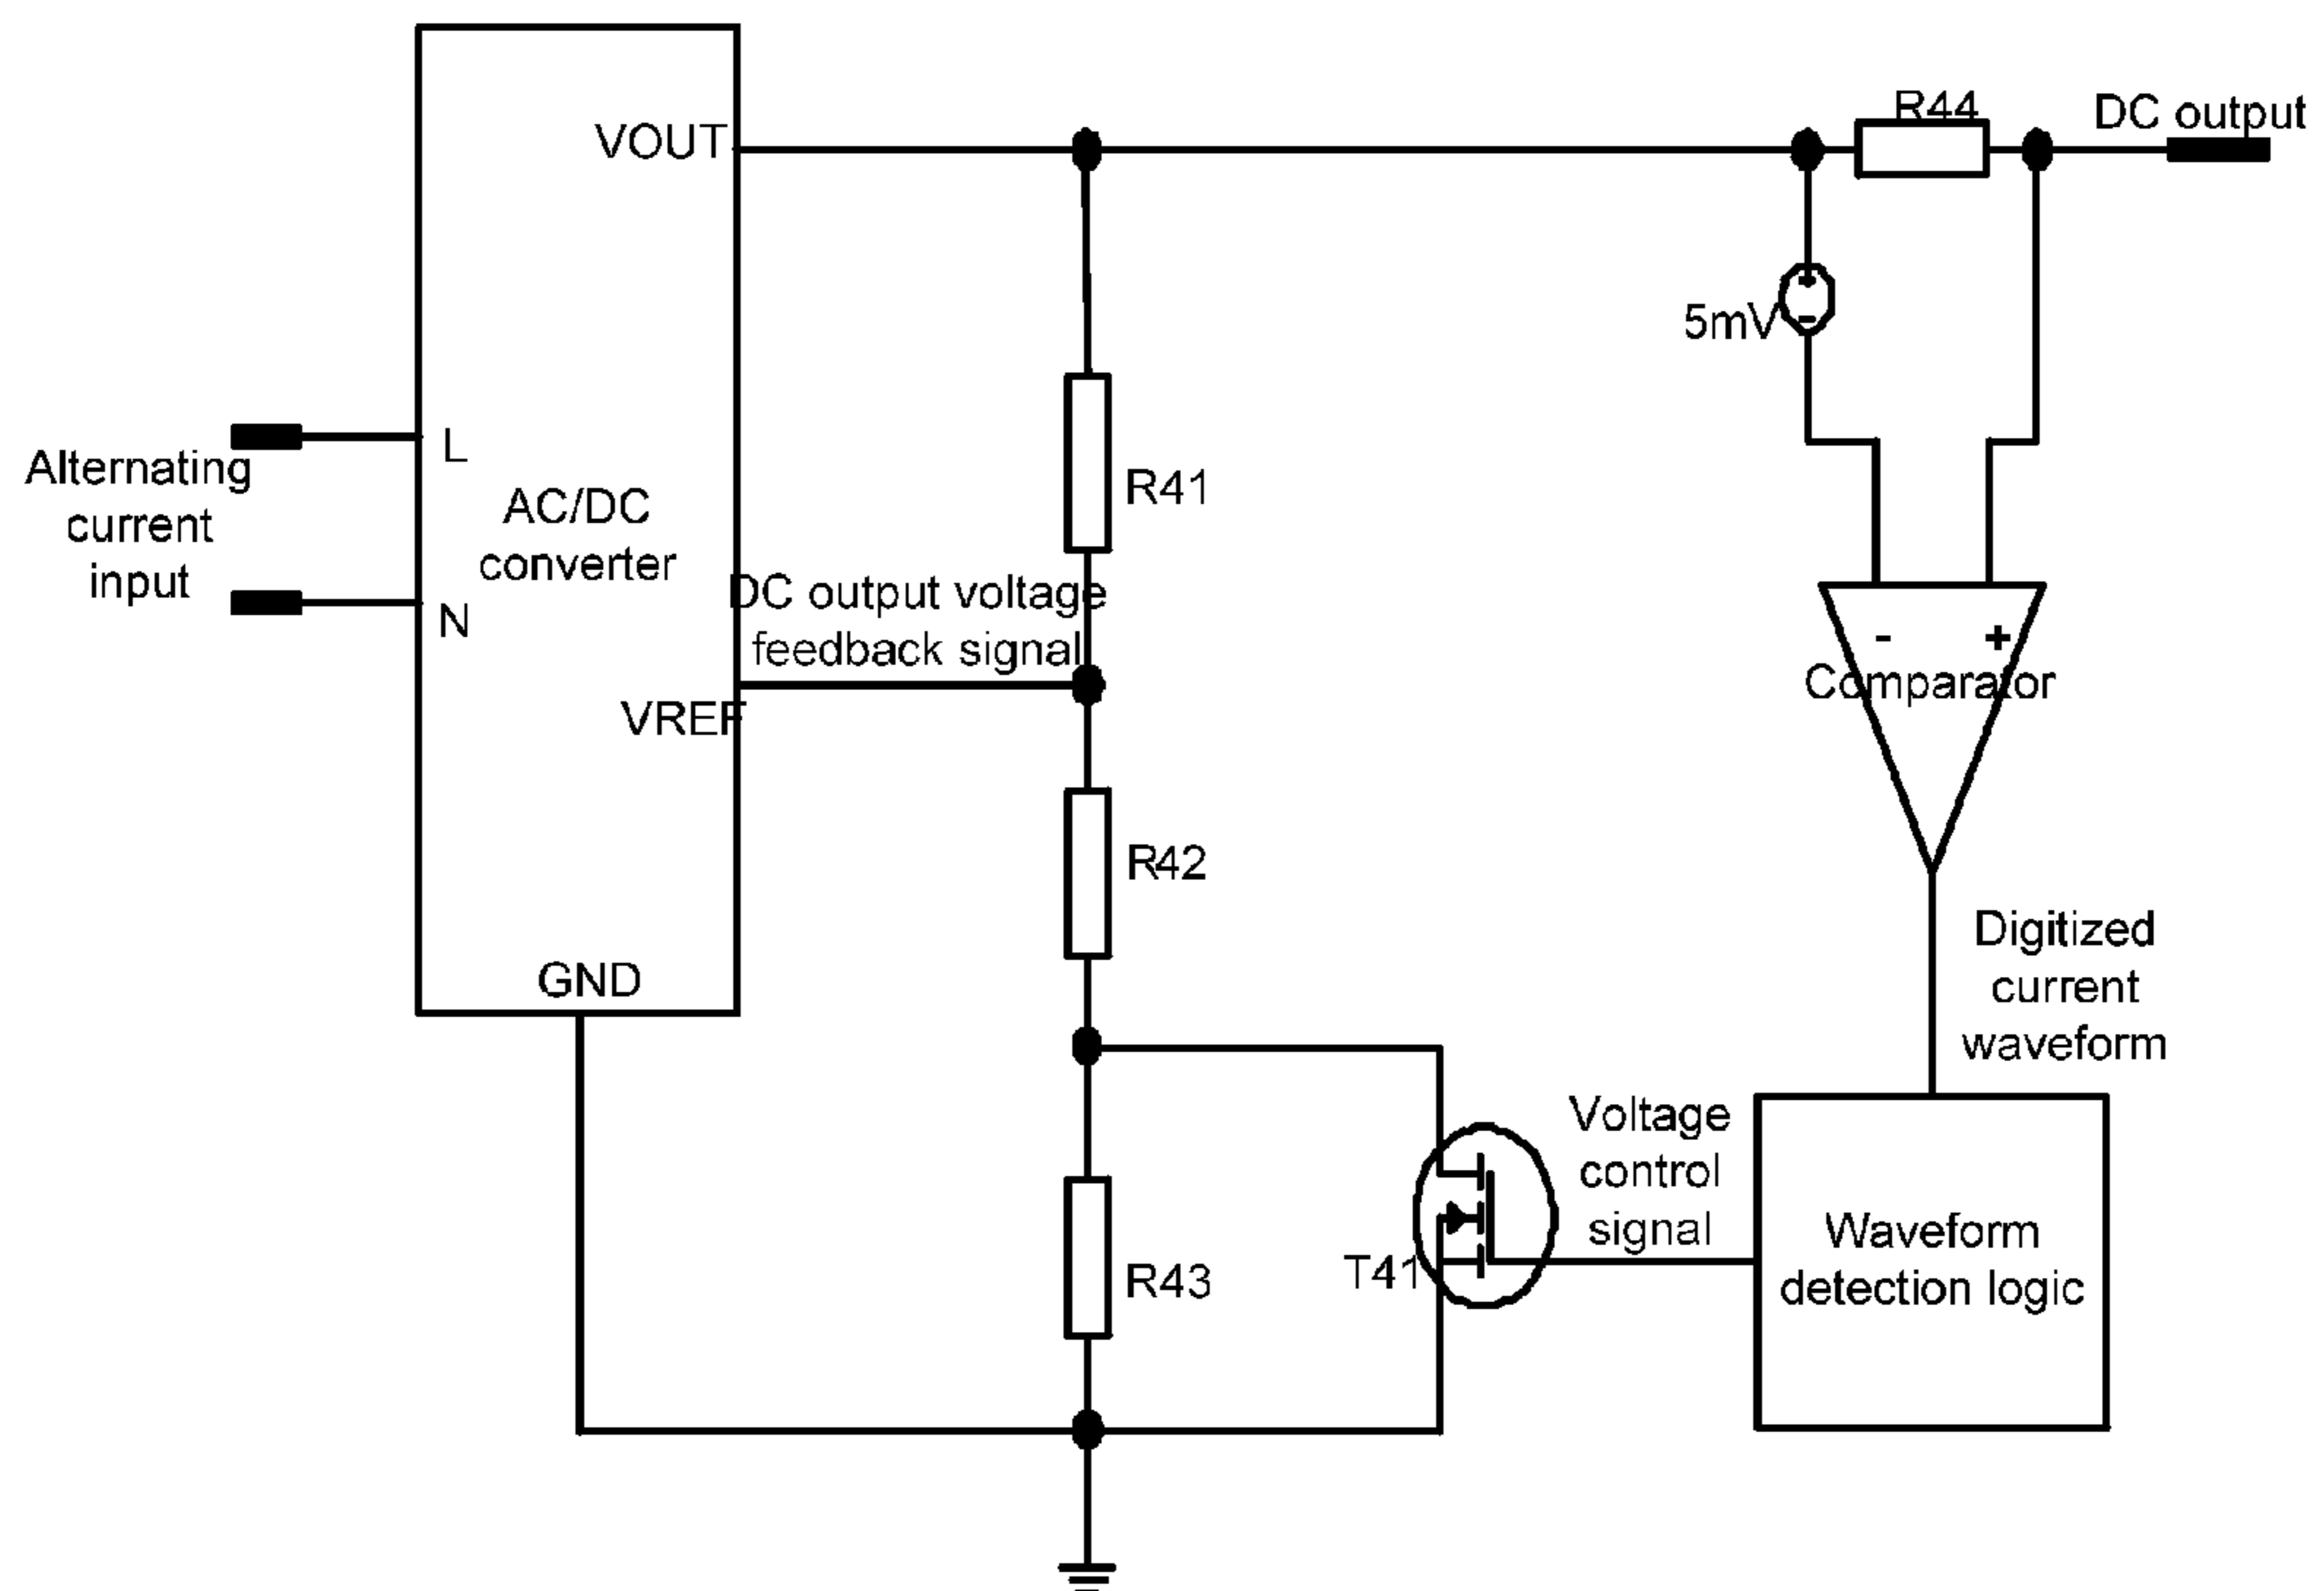 R44
DC output
VOUT
5mV
L
Alternating
current
input
AC/DC
converter
R41
N
DC output voltage
feedback signal
VREF
-
+
Comparator
R42
Digitized
current
waveform
GND
Voltage
control
signal
T41
R43
Waveform
detection logic